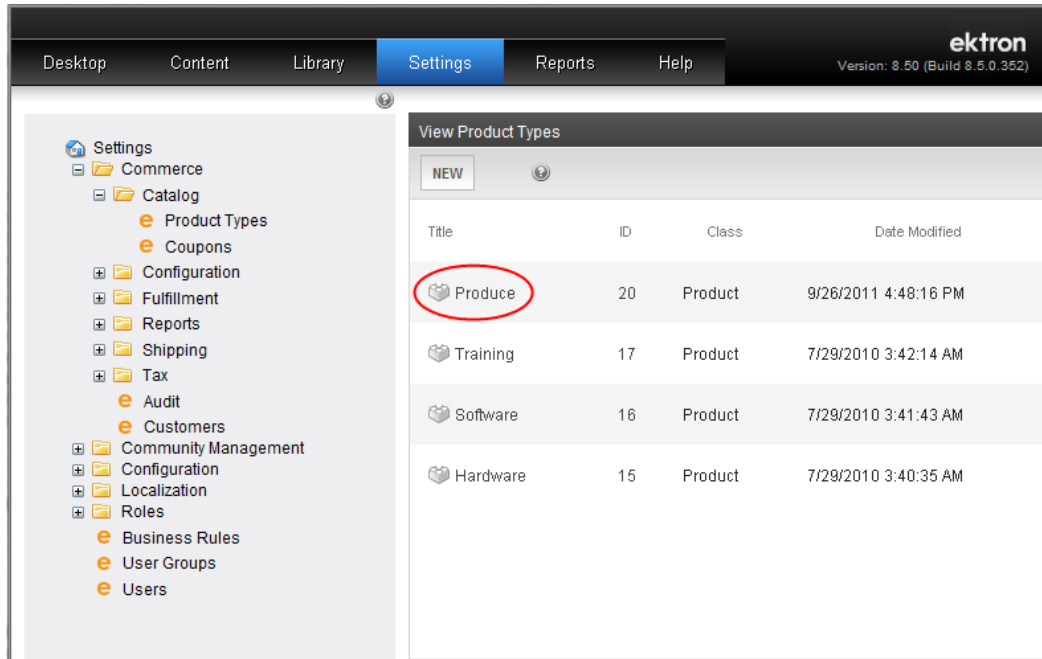 ektron
Desktop Content Library Settings Reports Help Version: 8.50 (Build 8.5.0.352)
Settings
Commerce
Catalog
Product Types
Coupons
Configuration
Fulfillment
Reports
Shipping
Tax
Audit
Customers
Community Management
Configuration
Localization
Roles
Business Rules
User Groups
Users
View Product Types
NEW
Title ID Class Date Modified
Produce 20 Product 9/26/2011 4:48:16 PM
Training 17 Product 7/29/2010 3:42:14 AM
Software 16 Product 7/29/2010 3:41:43 AM
Hardware 15 Product 7/29/2010 3:40:35 AM